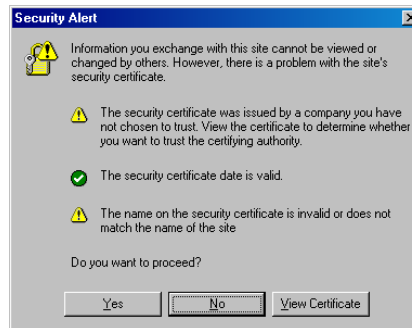 Security Alert
Information you exchange with this site cannot be viewed or
changed by others. However, there is a problem with the site's
security certificate.
The security certificate was issued by a company you have
not chosen to trust. View the certificate to determine whether
you want to trust the certifying authority.
The security certificate date is valid.
The name on the security certificate is invalid or does not
match the name of the site
Do you want to proceed?
Yes
No
View Certificate